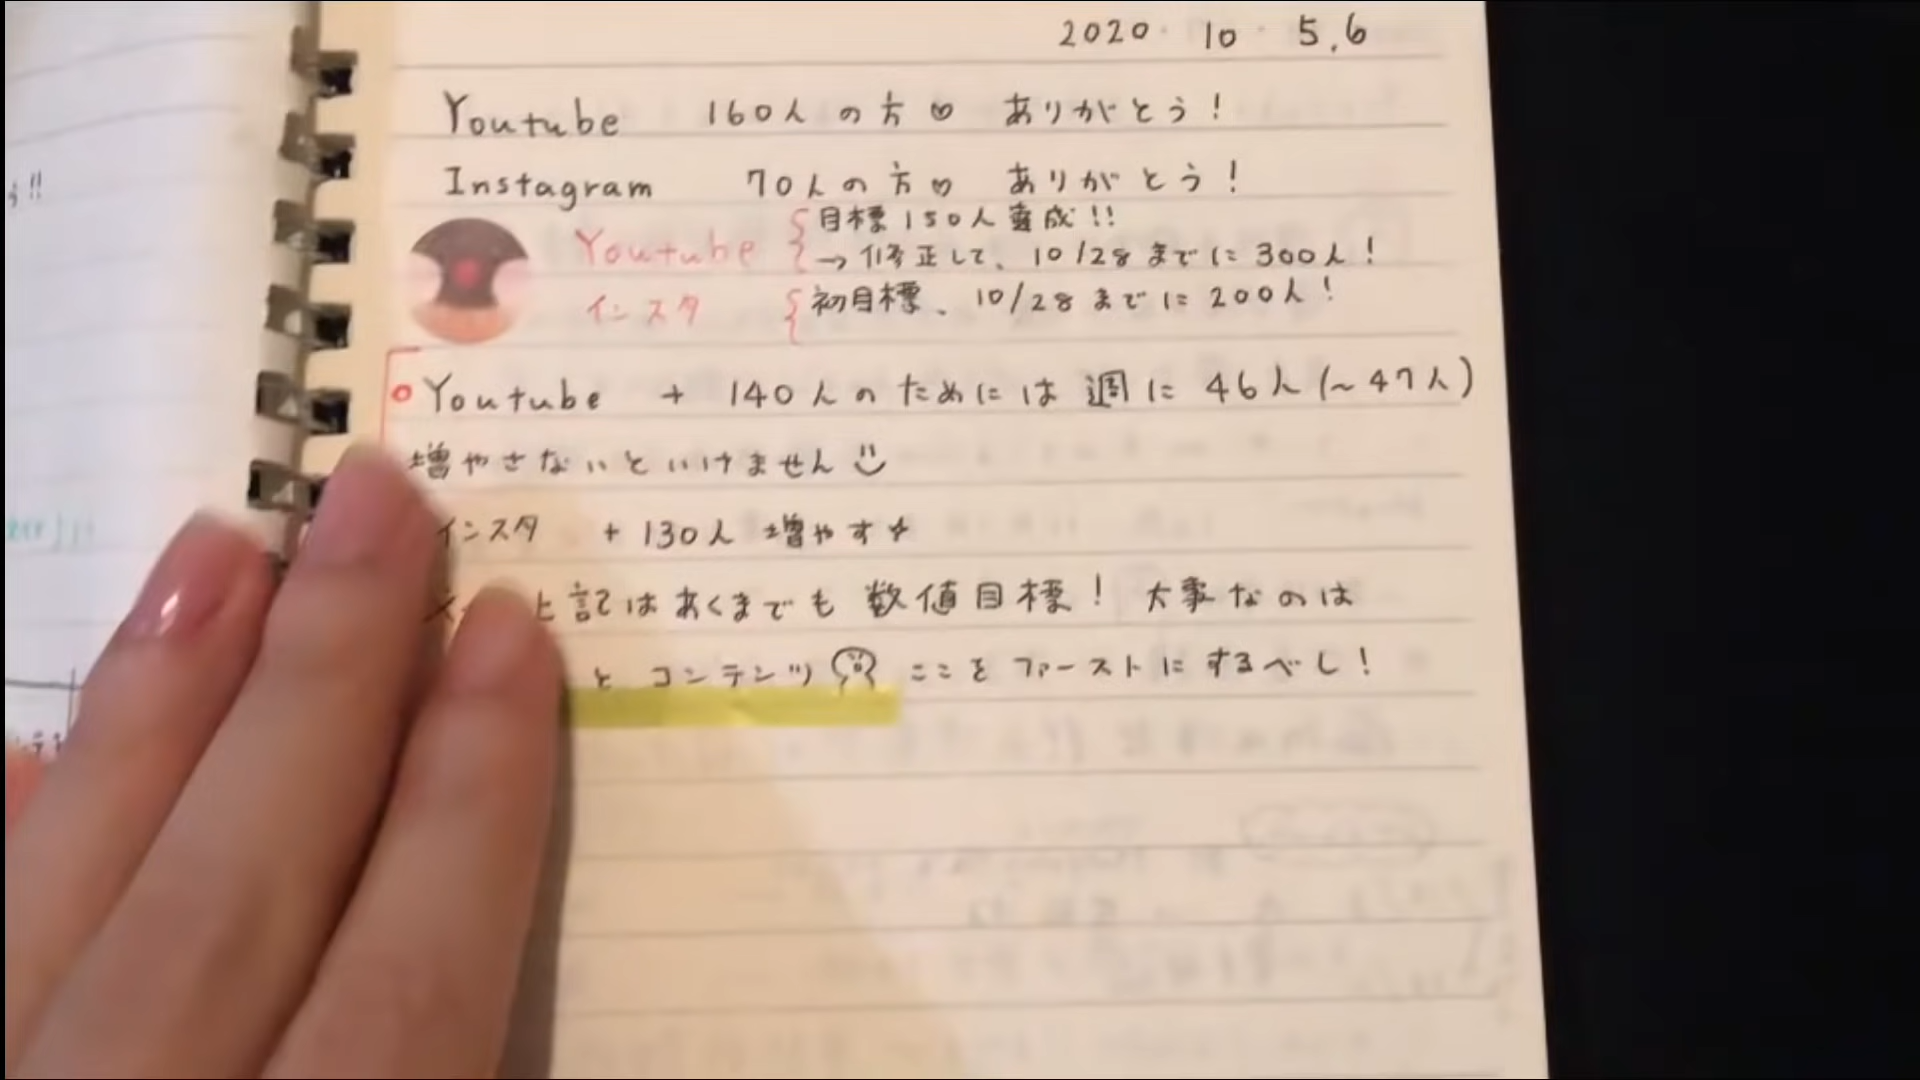 2020・10・5,6
Youtube 160人の方♡ ありがとう!
Instagram 70人の方♡ ありがとう!
Youtube
目標150人達成!!
→修正して、10/28までに300人!
インスタ
初目標、10/28までに200人!
Youtube + 140人のためには週に46人(〜47人)
増やさないといけません
インスタ +130人 増やす☆
上記はあくまでも数値目標! 大事なのは
とコンテンツ ここをファーストにするべし!